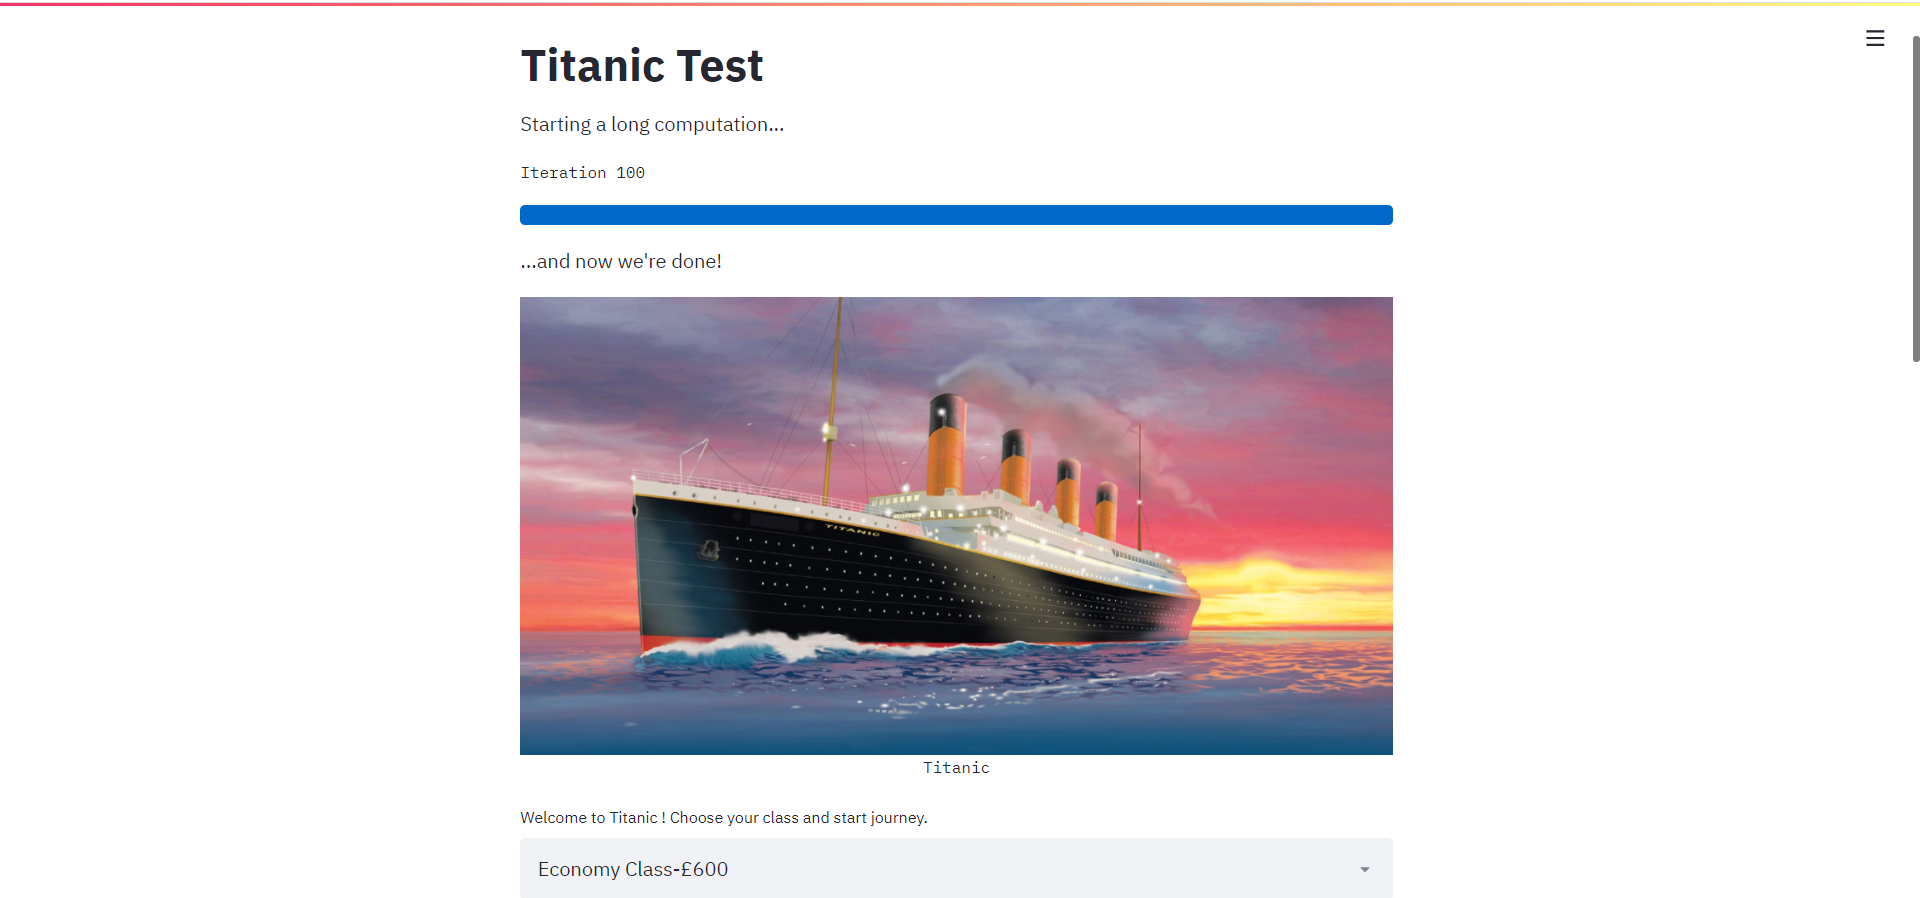 Titanic Test
Starting a long computation...
Iteration 100
...and now we're done!
TITANIC
Titanic
Welcome to Titanic ! Choose your class and start journey.
Economy Class-£600